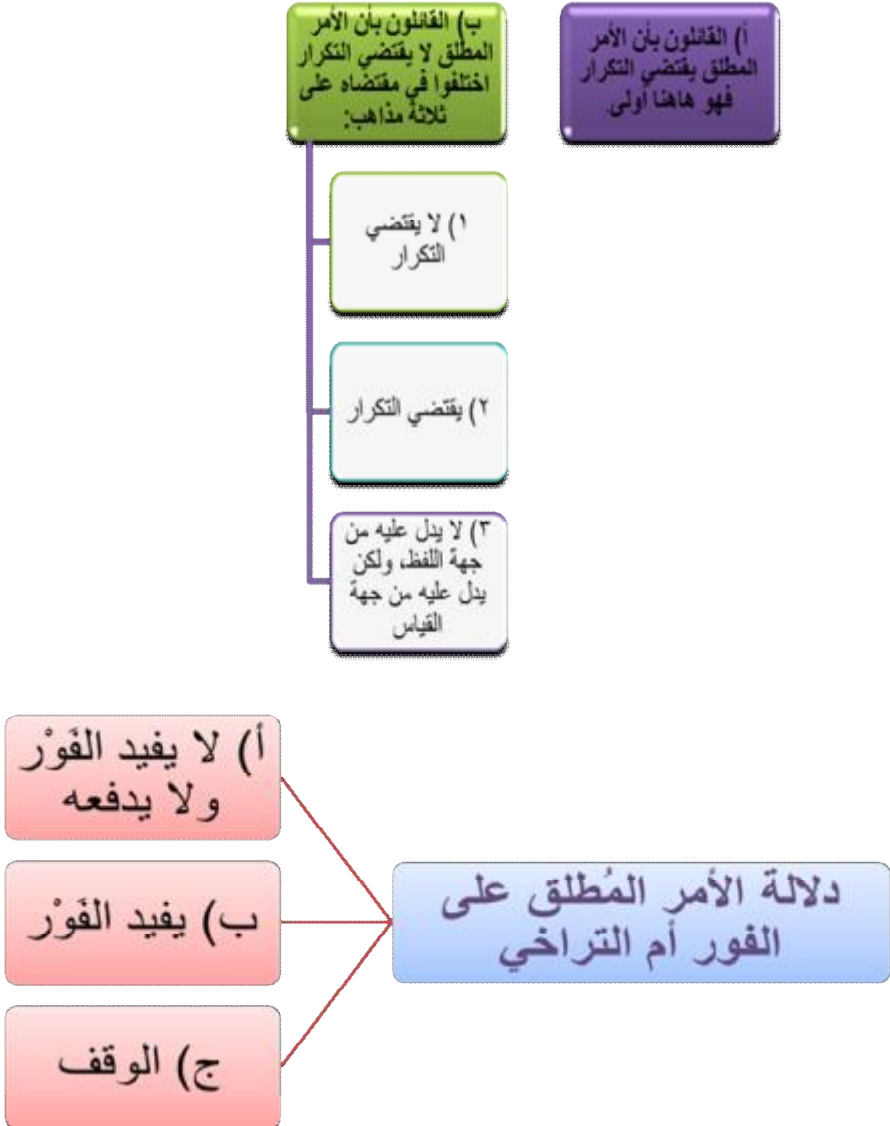 أ) القائلون بأن الأمر
المطلق يقتضي التكرار
فهو هاهنا أولى
ب) القائلون بأن الأمر
المطلق لا يقتضي التكرار
اختلفوا في مقتضاه على
ثلاثة مذاهب:
١) لا يقتضي
التكرار
٢) يقتضي التكرار
٣) لا يدل عليه من
جهة اللفظ، ولكن
يدل عليه من جهة
القياس
دلالة الأمر المُطلق على
الفور أم التراخي
أ) لا يفيد الفَوْر
ولا يدفعه
ب) يفيد الفَوْر
ج) الوقف